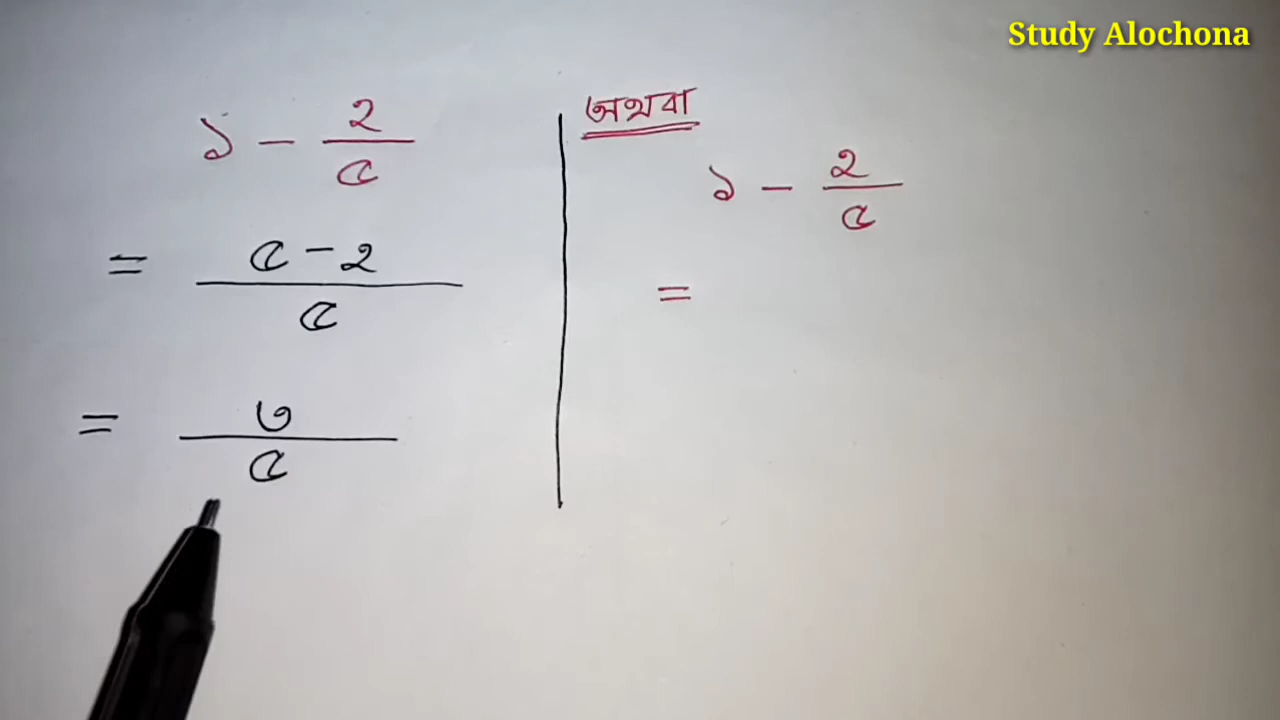 Study Alochona
১ - ২/৫
= ৫ - ২/৫
= ৩/৫
অথবা
১ - ২/৫
=